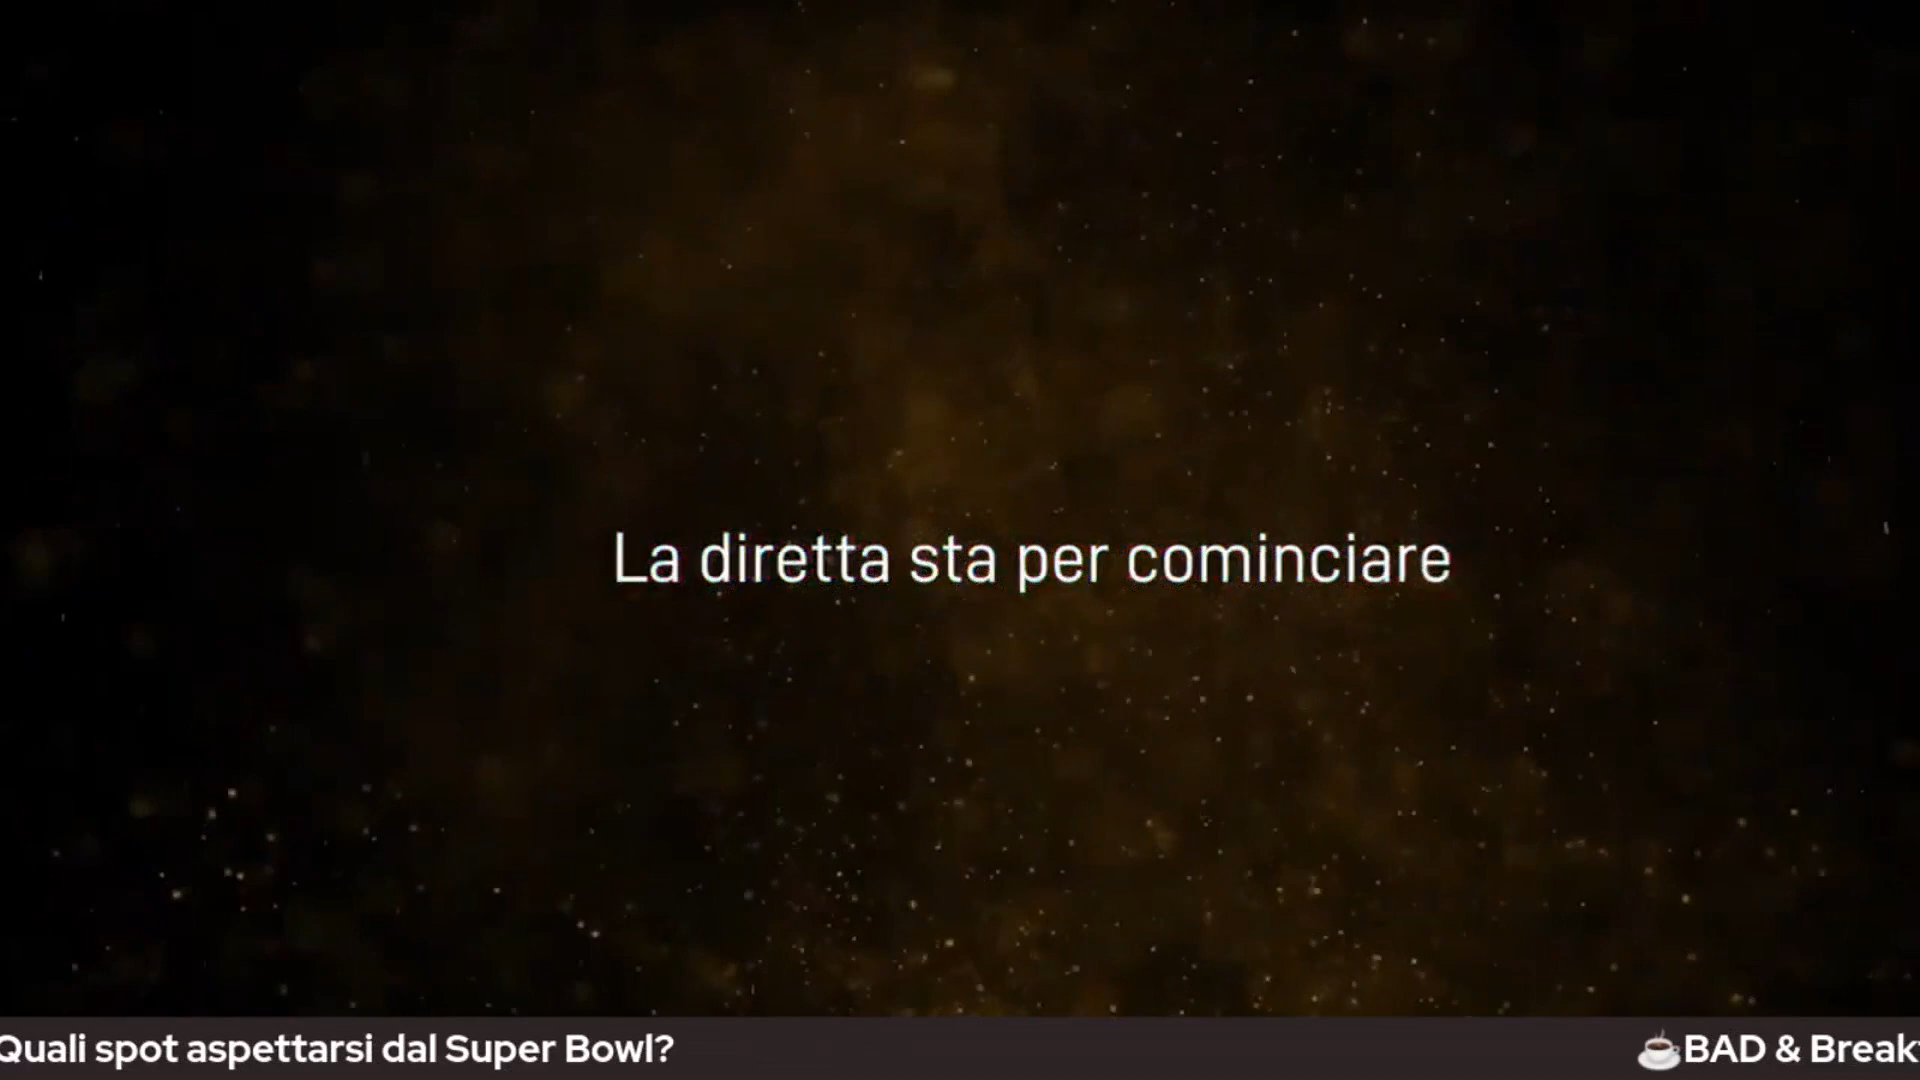 La diretta sta per cominciare
Quali spot aspettarsi dal Super Bowl?
☕BAD & Break